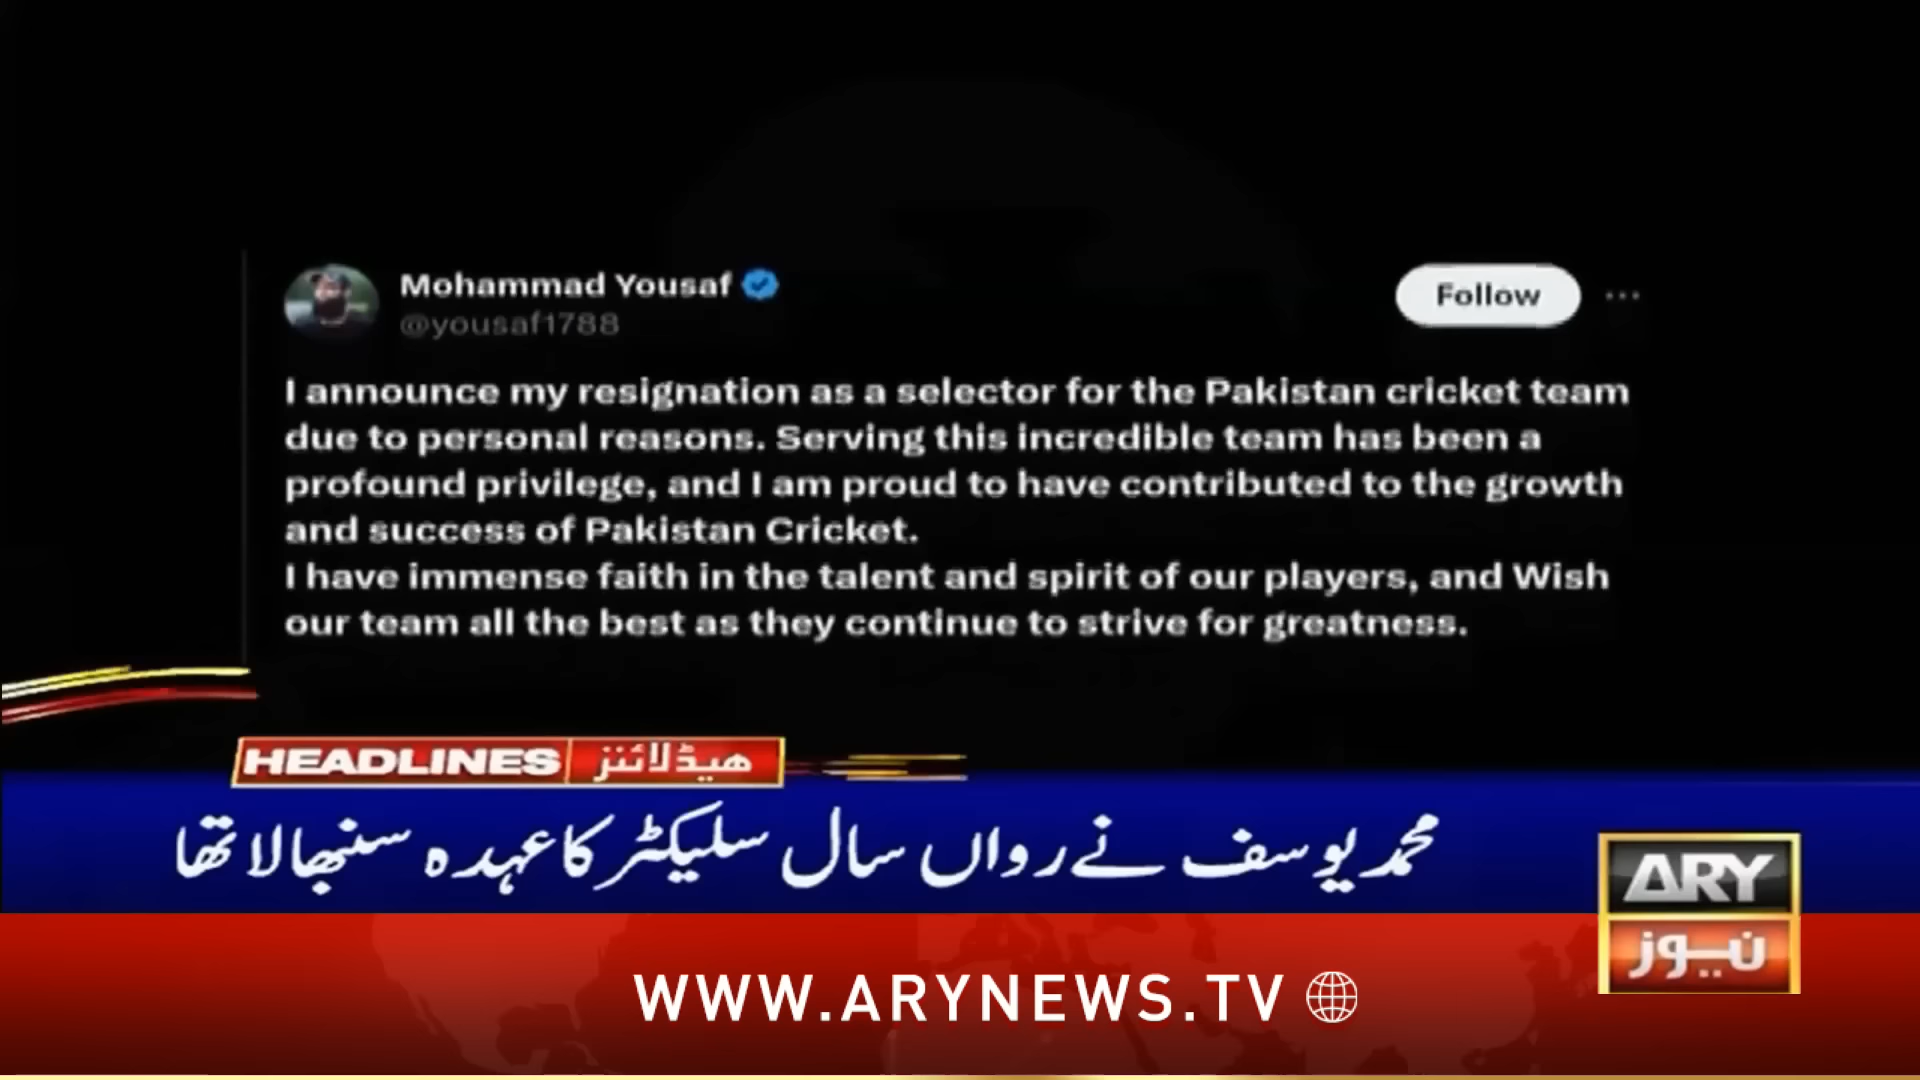 Mohammad Yousaf
@yousaf1788
Follow
I announce my resignation as a selector for the Pakistan cricket team
due to personal reasons. Serving this incredible team has been a
profound privilege, and I am proud to have contributed to the growth
and success of Pakistan Cricket.
I have immense faith in the talent and spirit of our players, and Wish
our team all the best as they continue to strive for greatness.
HEADLINES ہیڈلائنز
محمد یوسف نے رواں سال سلیکٹر کا عہدہ سنبھالا تھا
ARY
نیوز
WWW.ARYNEWS.TV